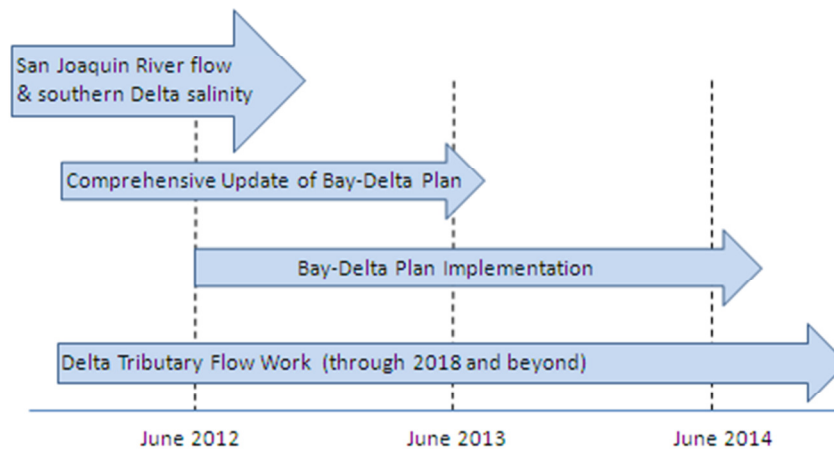 San Joaquin River flow
& southern Delta salinity
Comprehensive Update of Bay-Delta Plan
Bay-Delta Plan Implementation
Delta Tributary Flow Work (through 2018 and beyond)
June 2012
June 2013
June 2014